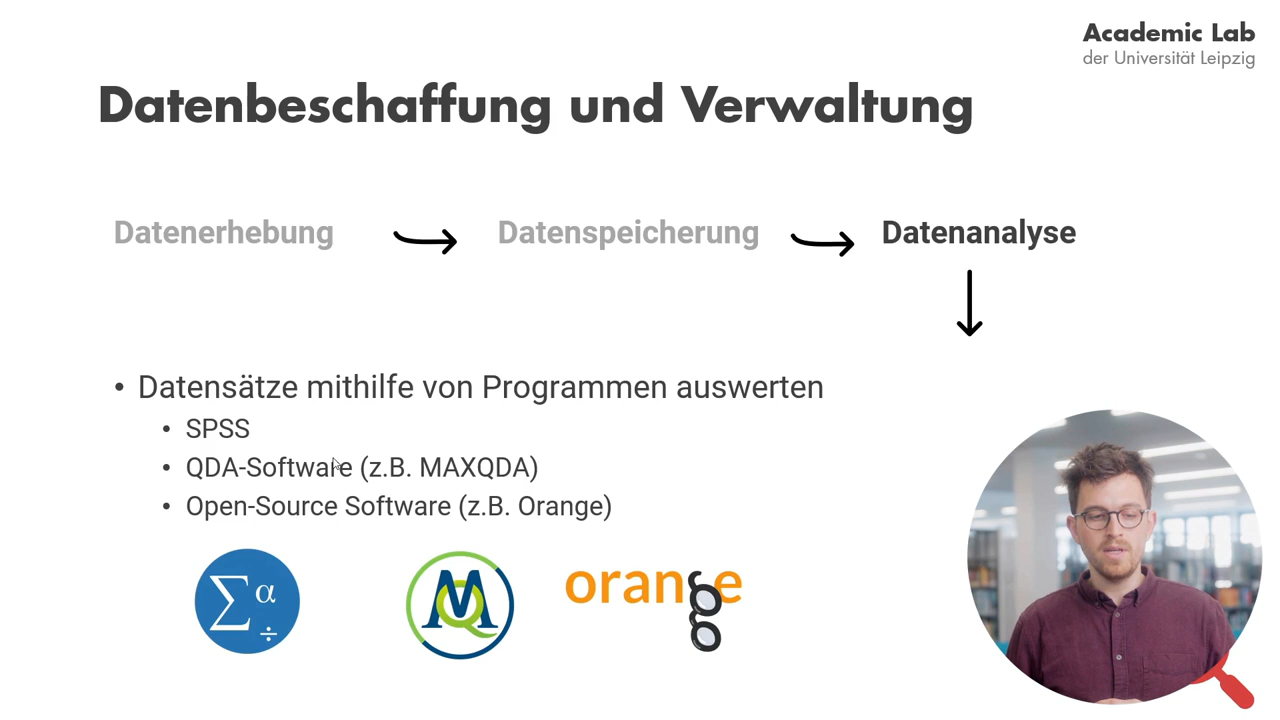 Academic Lab
der Universität Leipzig
Datenbeschaffung und Verwaltung
Datenerhebung
Datenspeicherung
Datenanalyse
• Datensätze mithilfe von Programmen auswerten
• SPSS
• QDA-Software (z.B. MAXQDA)
• Open-Source Software (z.B. Orange)
Σ α ÷
MQ
orange